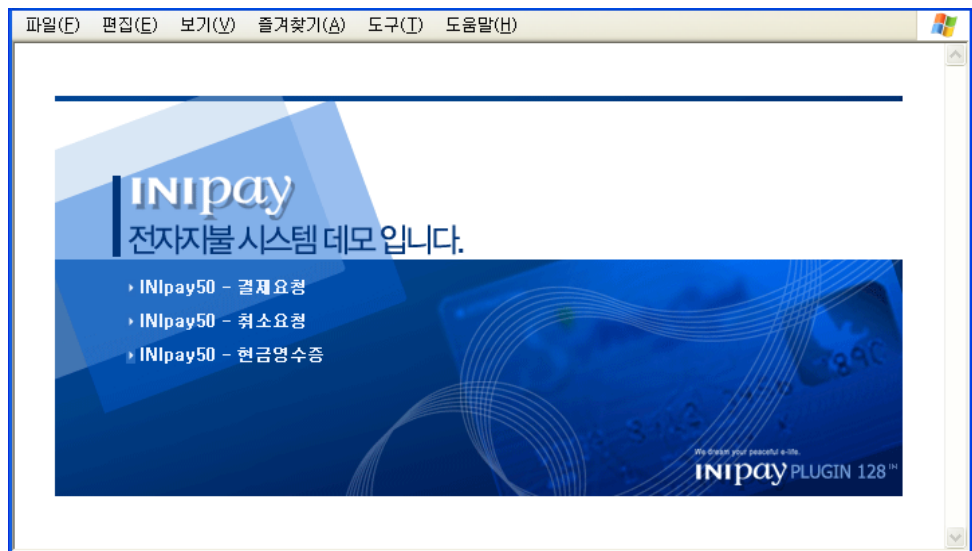 파일(F) 편집(E) 보기(V) 즐겨찾기(A) 도구(T) 도움말(H)
INIpay
전자지불 시스템 데모 입니다.
INIpay50 - 결제요청
INIpay50 - 취소요청
INIpay50 - 현금영수증
We dream your peaceful e-life.
INIpay PLUGIN 128™